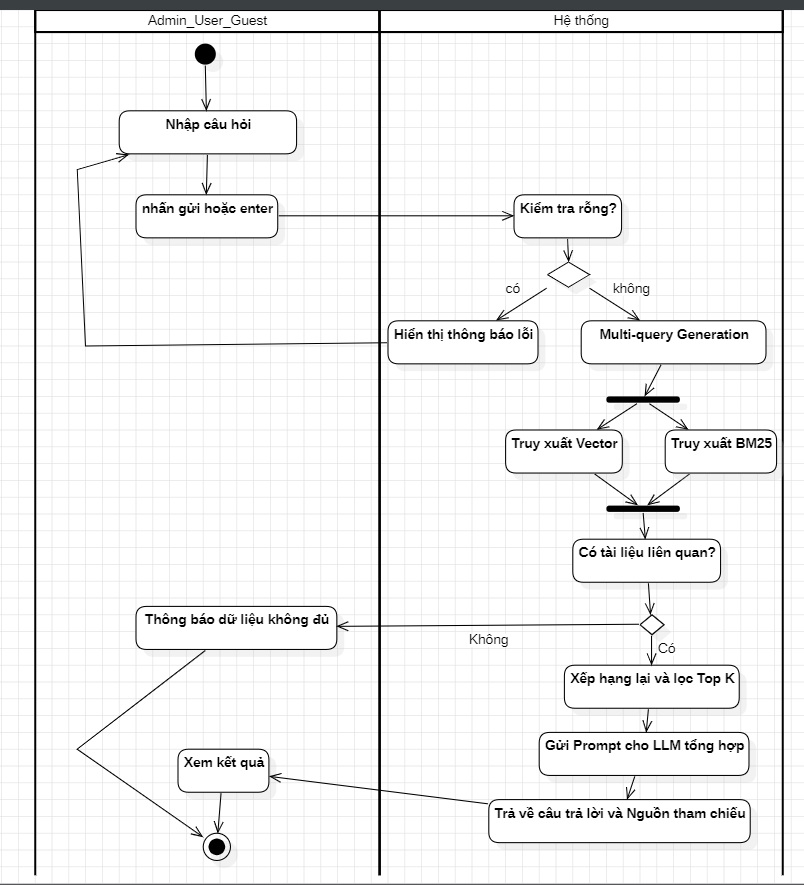 Admin_User_Guest
Hệ thống
Nhập câu hỏi
nhấn gửi hoặc enter
Kiểm tra rỗng?
có
không
Hiển thị thông báo lỗi
Multi-query Generation
Truy xuất Vector
Truy xuất BM25
Có tài liệu liên quan?
Thông báo dữ liệu không đủ
Không
Có
Xếp hạng lại và lọc Top K
Gửi Prompt cho LLM tổng hợp
Xem kết quả
Trả về câu trả lời và Nguồn tham chiếu